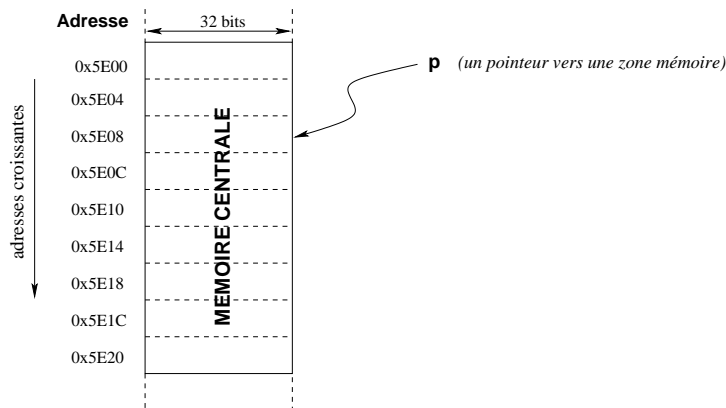 Adresse
32 bits
0x5E00
0x5E04
0x5E08
0x5E0C
0x5E10
0x5E14
0x5E18
0x5E1C
0x5E20
adresses croissantes
MEMOIRE CENTRALE
p (un pointeur vers une zone mémoire)